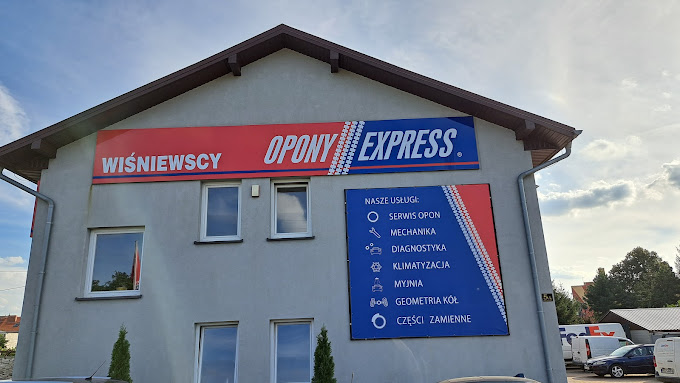 WIŚNIEWSCY OPONY EXPRESS ®
NASZE USŁUGI:
SERWIS OPON
MECHANIKA
DIAGNOSTYKA
KLIMATYZACJA
MYJNIA
GEOMETRIA KÓŁ
CZĘŚCI ZAMIENNE